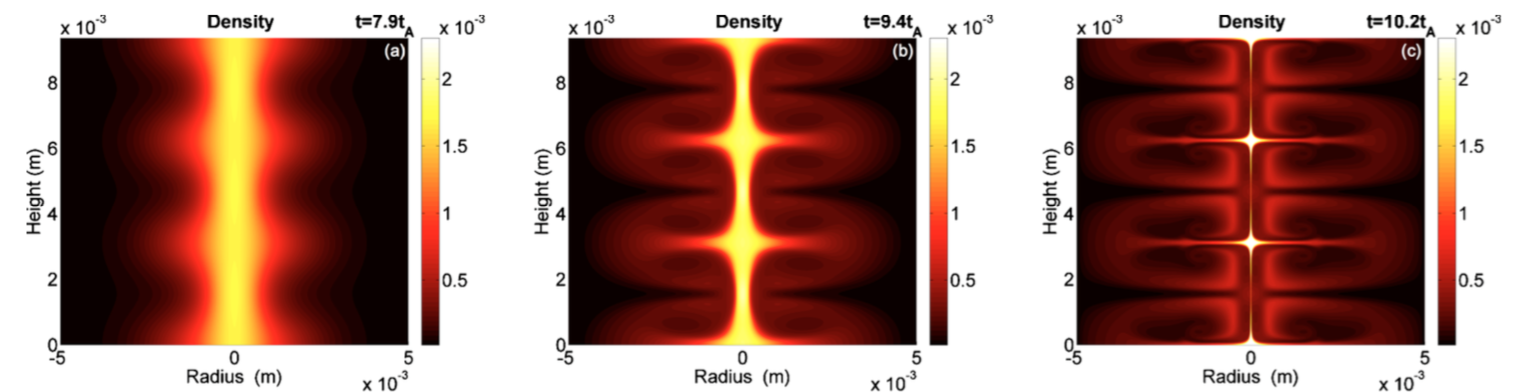 x 10⁻³ Density t=7.9t_A x 10⁻³
(a)
8
6
4
2
0
Height (m)
2
1.5
1
0.5
-5 0 5
Radius (m) x 10⁻³
x 10⁻³ Density t=9.4t_A x 10⁻³
(b)
8
6
4
2
0
Height (m)
2
1.5
1
0.5
-5 0 5
Radius (m) x 10⁻³
x 10⁻³ Density t=10.2t_A x 10⁻³
(c)
8
6
4
2
0
Height (m)
2
1.5
1
0.5
-5 0 5
Radius (m) x 10⁻³